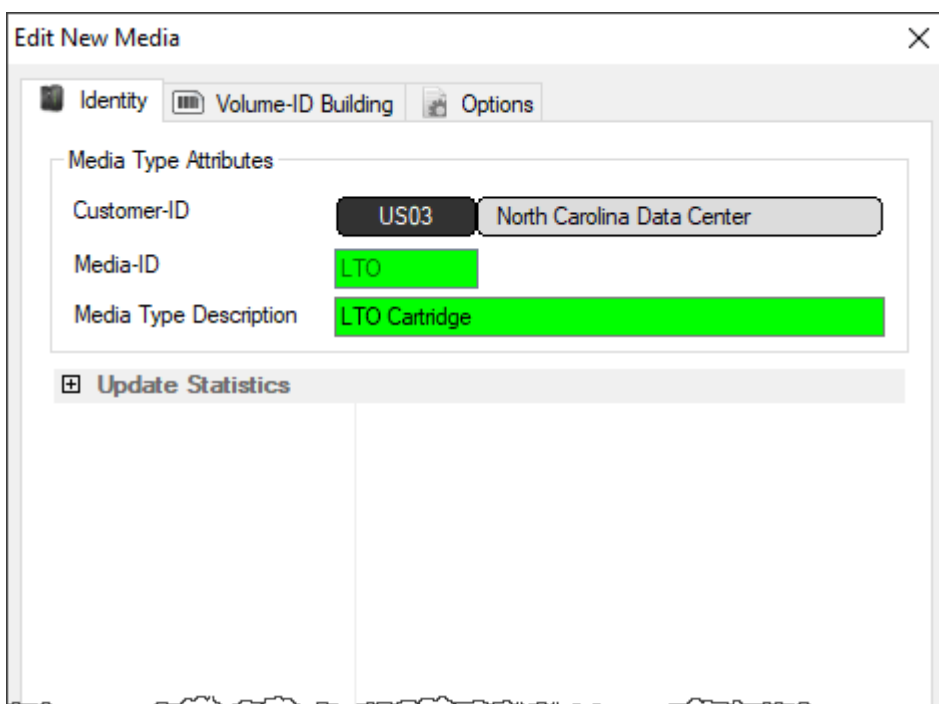 Edit New Media
Identity Volume-ID Building Options
Media Type Attributes
Customer-ID US03 North Carolina Data Center
Media-ID LTO
Media Type Description LTO Cartridge
Update Statistics